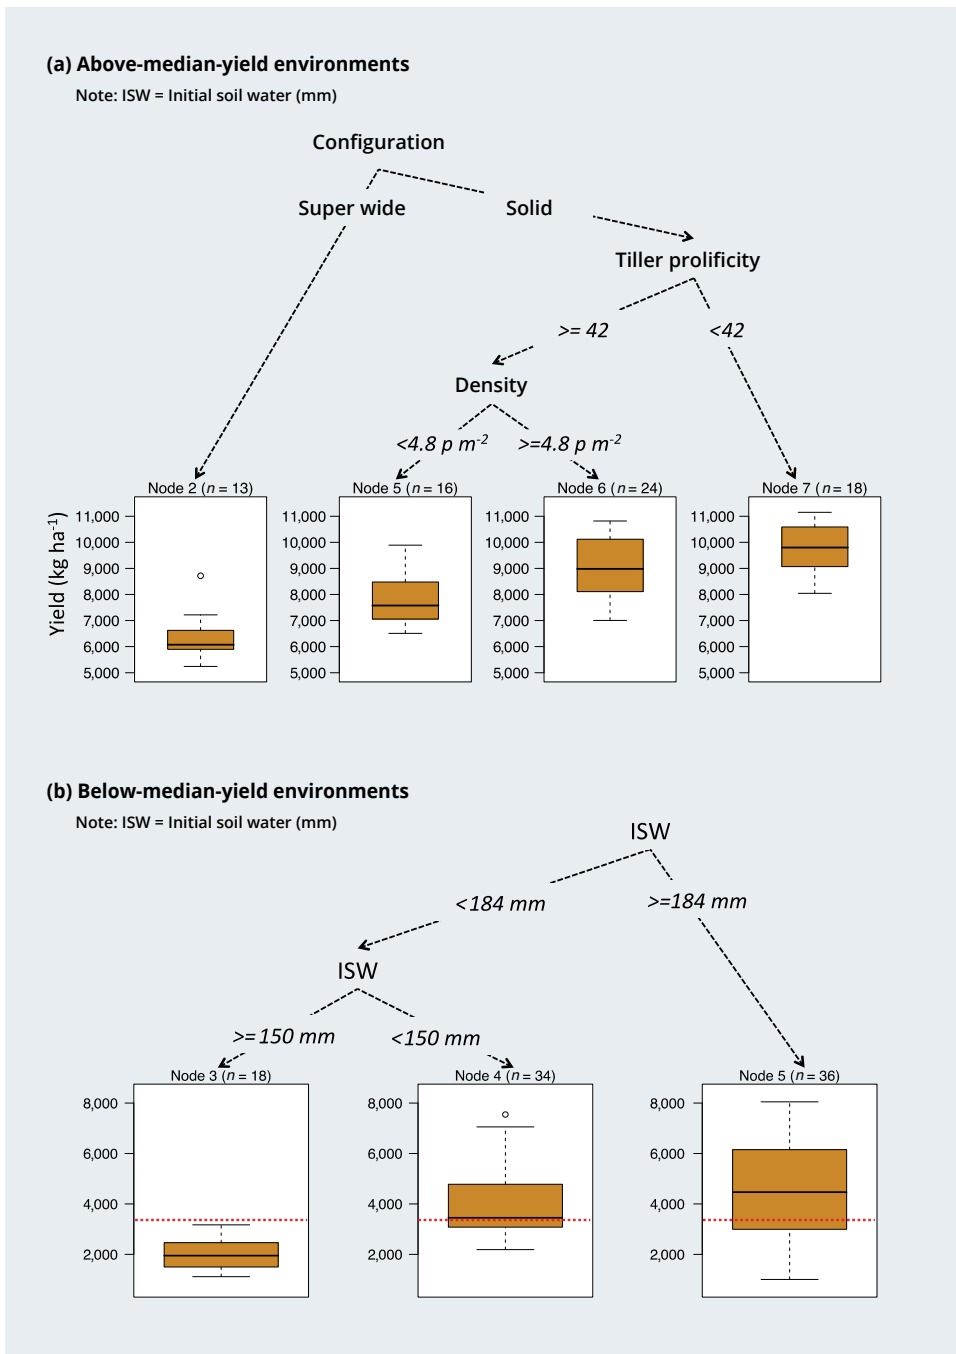 (a) Above-median-yield environments
Note: ISW = Initial soil water (mm)
Configuration
Super wide
Solid
Tiller prolificity
>= 42
<42
Density
<4.8 p m⁻²
>=4.8 p m⁻²
Node 2 (n = 13)
Node 5 (n = 16)
Node 6 (n = 24)
Node 7 (n = 18)
Yield (kg ha⁻¹)
11,000
10,000
9,000
8,000
7,000
6,000
5,000
11,000
10,000
9,000
8,000
7,000
6,000
5,000
11,000
10,000
9,000
8,000
7,000
6,000
5,000
11,000
10,000
9,000
8,000
7,000
6,000
5,000
(b) Below-median-yield environments
Note: ISW = Initial soil water (mm)
ISW
<184 mm
>=184 mm
ISW
>=150 mm
<150 mm
Node 3 (n = 18)
Node 4 (n = 34)
Node 5 (n = 36)
8,000
6,000
4,000
2,000
8,000
6,000
4,000
2,000
8,000
6,000
4,000
2,000